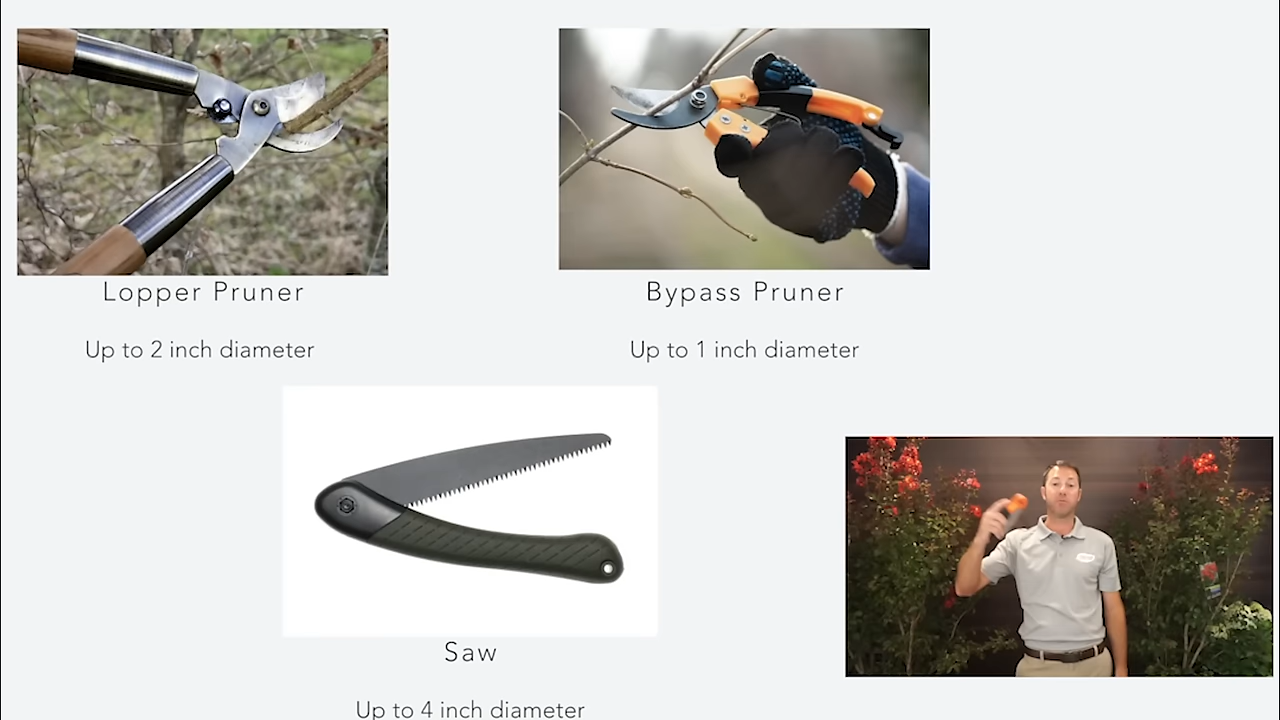 Lopper Pruner
Up to 2 inch diameter
Bypass Pruner
Up to 1 inch diameter
Saw
Up to 4 inch diameter